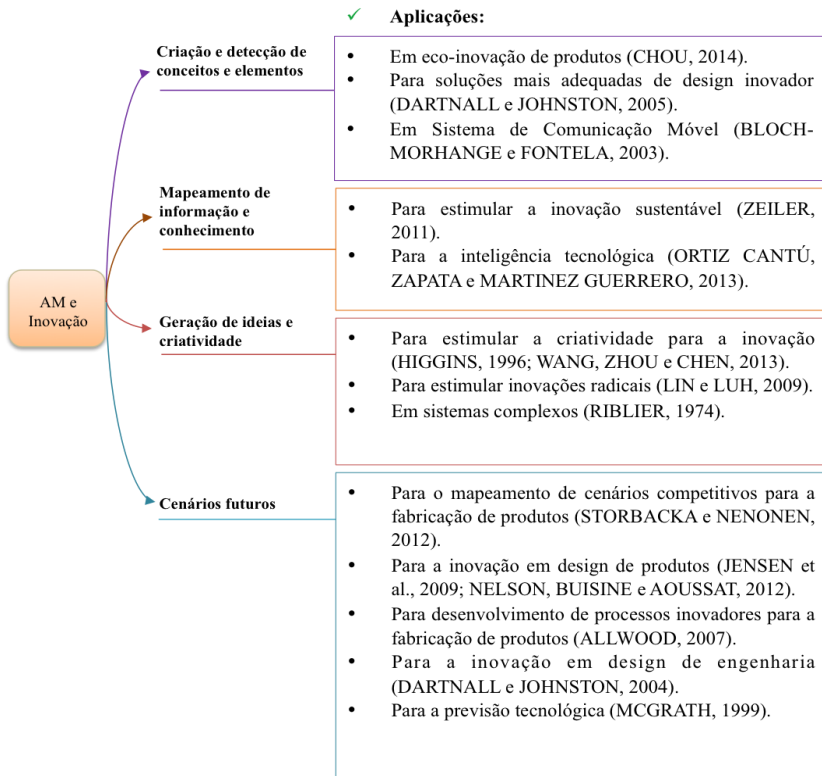 ✓ Aplicações:
Criação e detecção de
conceitos e elementos
• Em eco-inovação de produtos (CHOU, 2014).
• Para soluções mais adequadas de design inovador
(DARTNALL e JOHNSTON, 2005).
• Em Sistema de Comunicação Móvel (BLOCH-
MORHANGE e FONTELA, 2003).
Mapeamento de
informação e
conhecimento
• Para estimular a inovação sustentável (ZEILER,
2011).
• Para a inteligência tecnológica (ORTIZ CANTÚ,
ZAPATA e MARTINEZ GUERRERO, 2013).
AM e
Inovação
Geração de ideias e
criatividade
• Para estimular a criatividade para a inovação
(HIGGINS, 1996; WANG, ZHOU e CHEN, 2013).
• Para estimular inovações radicais (LIN e LUH, 2009).
• Em sistemas complexos (RIBLIER, 1974).
Cenários futuros
• Para o mapeamento de cenários competitivos para a
fabricação de produtos (STORBACKA e NENONEN,
2012).
• Para a inovação em design de produtos (JENSEN et
al., 2009; NELSON, BUISINE e AOUSSAT, 2012).
• Para desenvolvimento de processos inovadores para a
fabricação de produtos (ALLWOOD, 2007).
• Para a inovação em design de engenharia
(DARTNALL e JOHNSTON, 2004).
• Para a previsão tecnológica (MCGRATH, 1999).